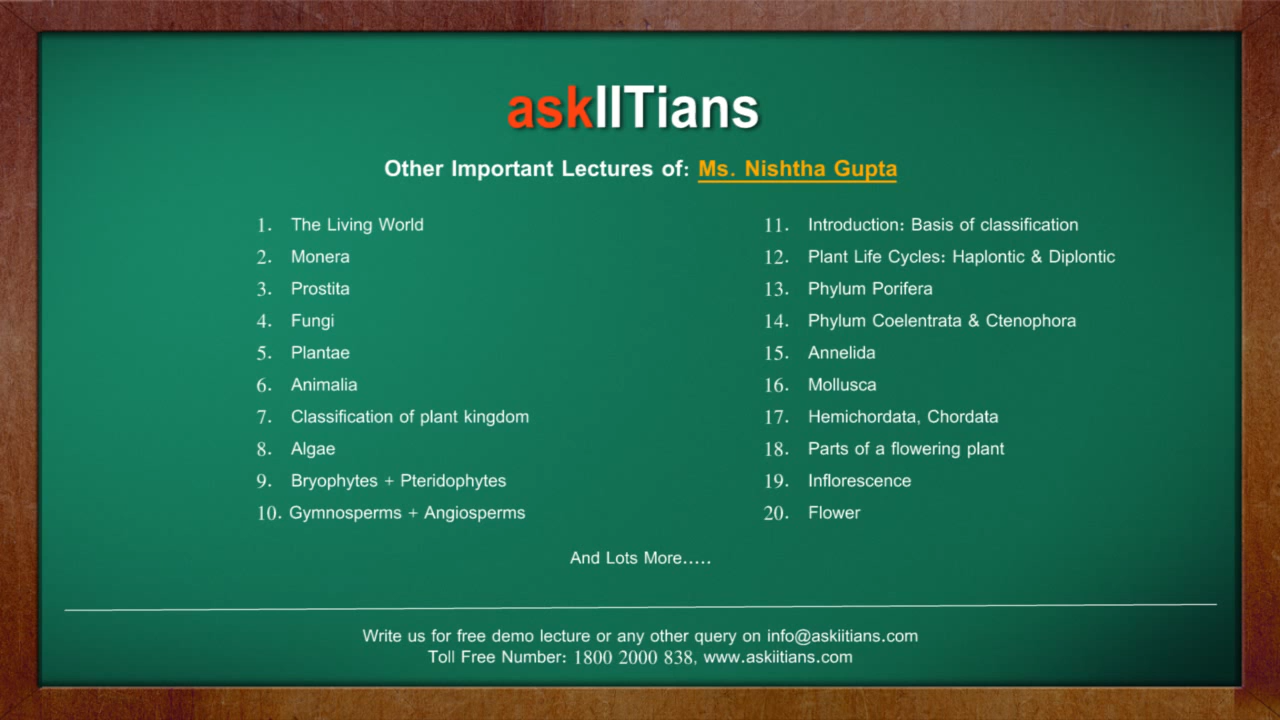 askIITians
Other Important Lectures of: Ms. Nishtha Gupta
1. The Living World
2. Monera
3. Prostita
4. Fungi
5. Plantae
6. Animalia
7. Classification of plant kingdom
8. Algae
9. Bryophytes + Pteridophytes
10. Gymnosperms + Angiosperms
11. Introduction: Basis of classification
12. Plant Life Cycles: Haplontic & Diplontic
13. Phylum Porifera
14. Phylum Coelentrata & Ctenophora
15. Annelida
16. Mollusca
17. Hemichordata, Chordata
18. Parts of a flowering plant
19. Inflorescence
20. Flower
And Lots More.....
Write us for free demo lecture or any other query on info@askiitians.com
Toll Free Number: 1800 2000 838, www.askiitians.com